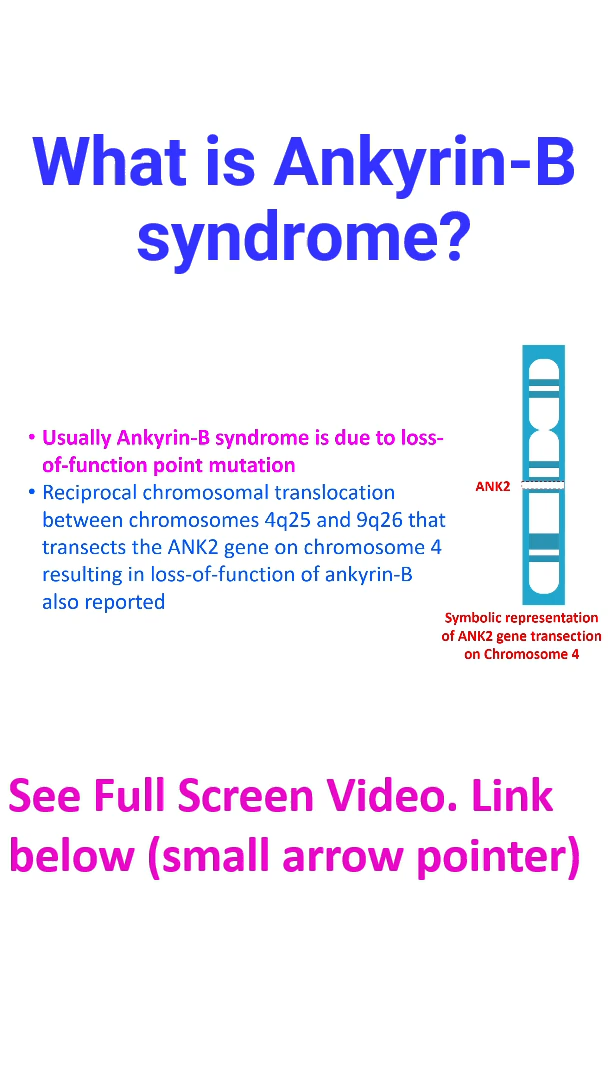 What is Ankyrin-B
syndrome?
• Usually Ankyrin-B syndrome is due to loss-
of-function point mutation
• Reciprocal chromosomal translocation
between chromosomes 4q25 and 9q26 that
transects the ANK2 gene on chromosome 4
resulting in loss-of-function of ankyrin-B
also reported
ANK2
Symbolic representation
of ANK2 gene transection
on Chromosome 4
See Full Screen Video. Link
below (small arrow pointer)